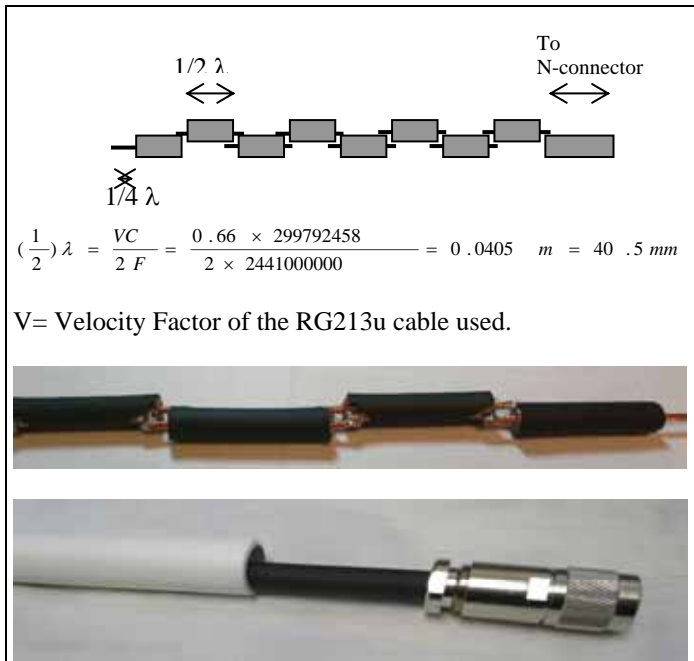 To
1/2 λ N-connector
1/4 λ
(1/2) λ = VC / 2 F = 0 . 66 × 299792458 / 2 × 2441000000 = 0 . 0405 m = 40 . 5 mm
V= Velocity Factor of the RG213u cable used.